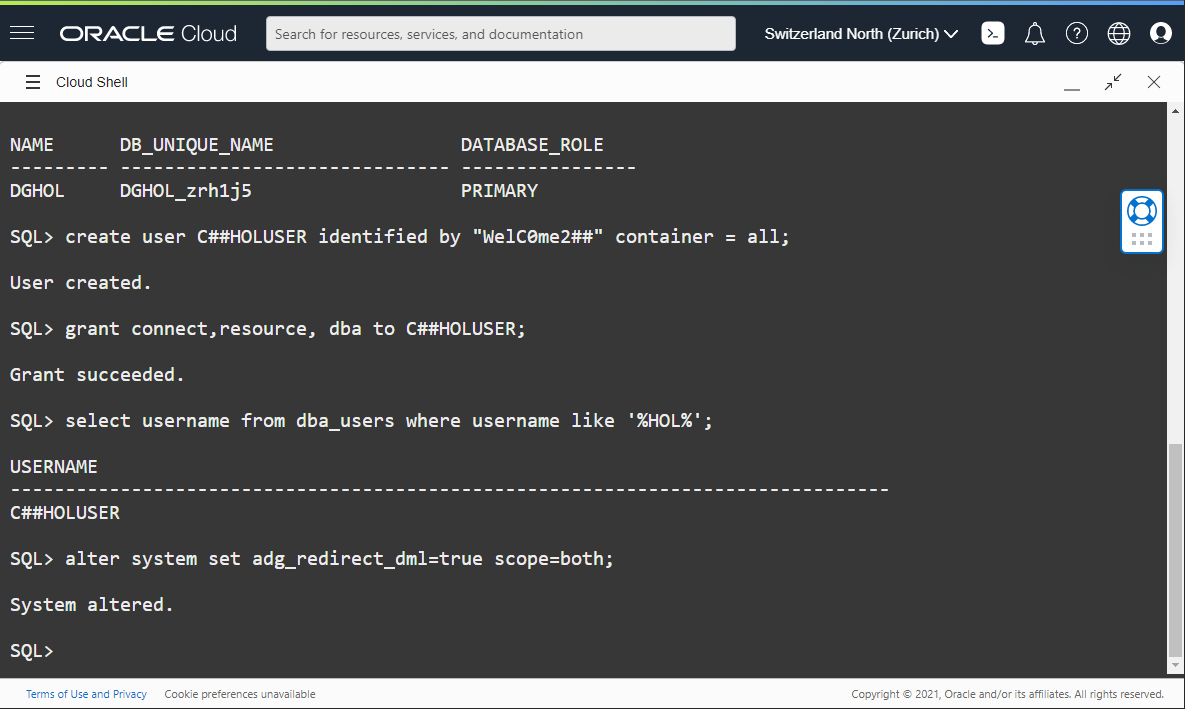 ORACLE Cloud
Search for resources, services, and documentation
Switzerland North (Zurich)
Cloud Shell
NAME      DB_UNIQUE_NAME                 DATABASE_ROLE
--------- ------------------------------ ----------------
DGHOL     DGHOL_zrh1j5                   PRIMARY
SQL> create user C##HOLUSER identified by "WelC0me2##" container = all;
User created.
SQL> grant connect,resource, dba to C##HOLUSER;
Grant succeeded.
SQL> select username from dba_users where username like '%HOL%';
USERNAME
--------------------------------------------------------------------------------
C##HOLUSER
SQL> alter system set adg_redirect_dml=true scope=both;
System altered.
SQL>
Terms of Use and Privacy Cookie preferences unavailable Copyright © 2021, Oracle and/or its affiliates. All rights reserved.